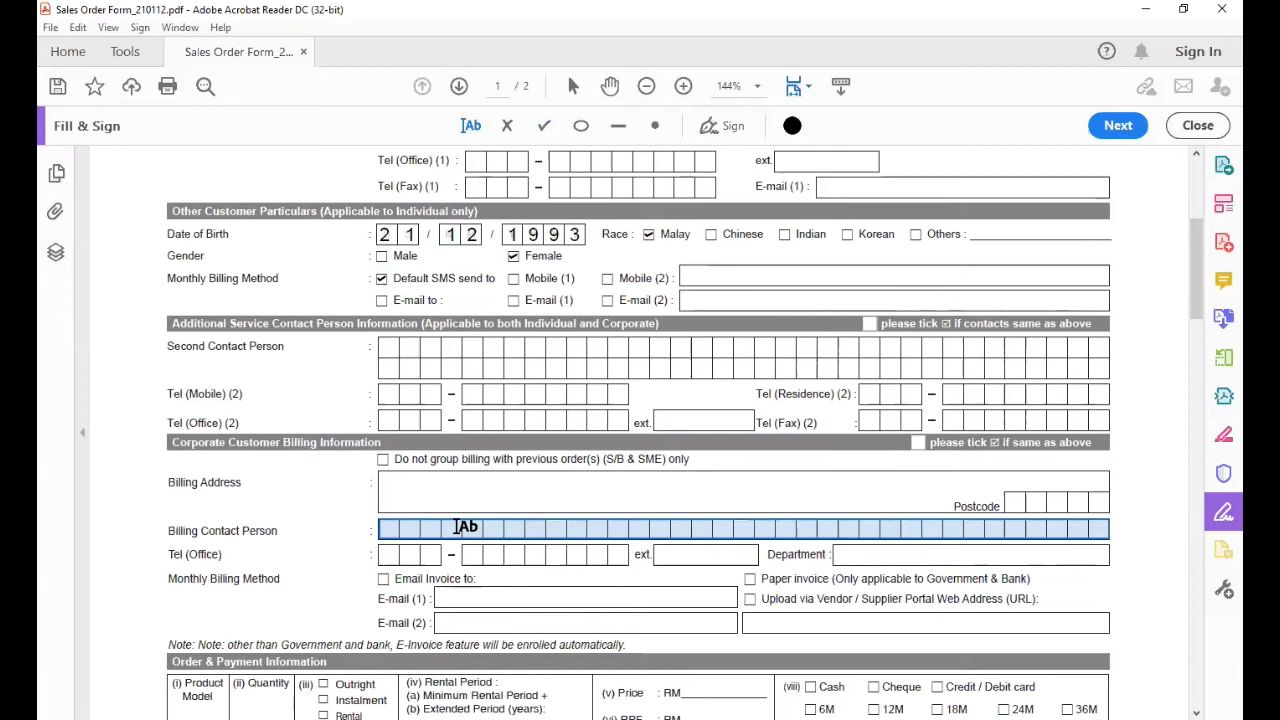 Sales Order Form_210112.pdf - Adobe Acrobat Reader DC (32-bit)
File Edit View Sign Window Help
Home Tools Sales Order Form_2... × Sign In
1 / 2 144%
Fill & Sign Ab Sign Next Close
Tel (Office) (1) : – ext.
Tel (Fax) (1) : – E-mail (1) :
Other Customer Particulars (Applicable to Individual only)
Date of Birth : 2 1 / 1 2 / 1 9 9 3 Race : Malay Chinese Indian Korean Others :
Gender : Male Female
Monthly Billing Method : Default SMS send to Mobile (1) Mobile (2) :
E-mail to : E-mail (1) E-mail (2) :
Additional Service Contact Person Information (Applicable to both Individual and Corporate) please tick ☑ if contacts same as above
Second Contact Person :
Tel (Mobile) (2) : – Tel (Residence) (2) : –
Tel (Office) (2) : – ext. Tel (Fax) (2) : –
Corporate Customer Billing Information please tick ☑ if same as above
Do not group billing with previous order(s) (S/B & SME) only
Billing Address :
Postcode
Billing Contact Person : Ab
Tel (Office) : – ext. Department :
Monthly Billing Method : Email Invoice to: Paper invoice (Only applicable to Government & Bank)
E-mail (1) : Upload via Vendor / Supplier Portal Web Address (URL):
E-mail (2) :
Note: Note: other than Government and bank, E-Invoice feature will be enrolled automatically.
Order & Payment Information
(i) Product Model (ii) Quantity (iii) Outright (iv) Rental Period : (v) Price : RM (viii) Cash Cheque Credit / Debit card
Instalment (a) Minimum Rental Period +
Rental (b) Extended Period (years): (vi) RPF : RM 6M 12M 18M 24M 36M